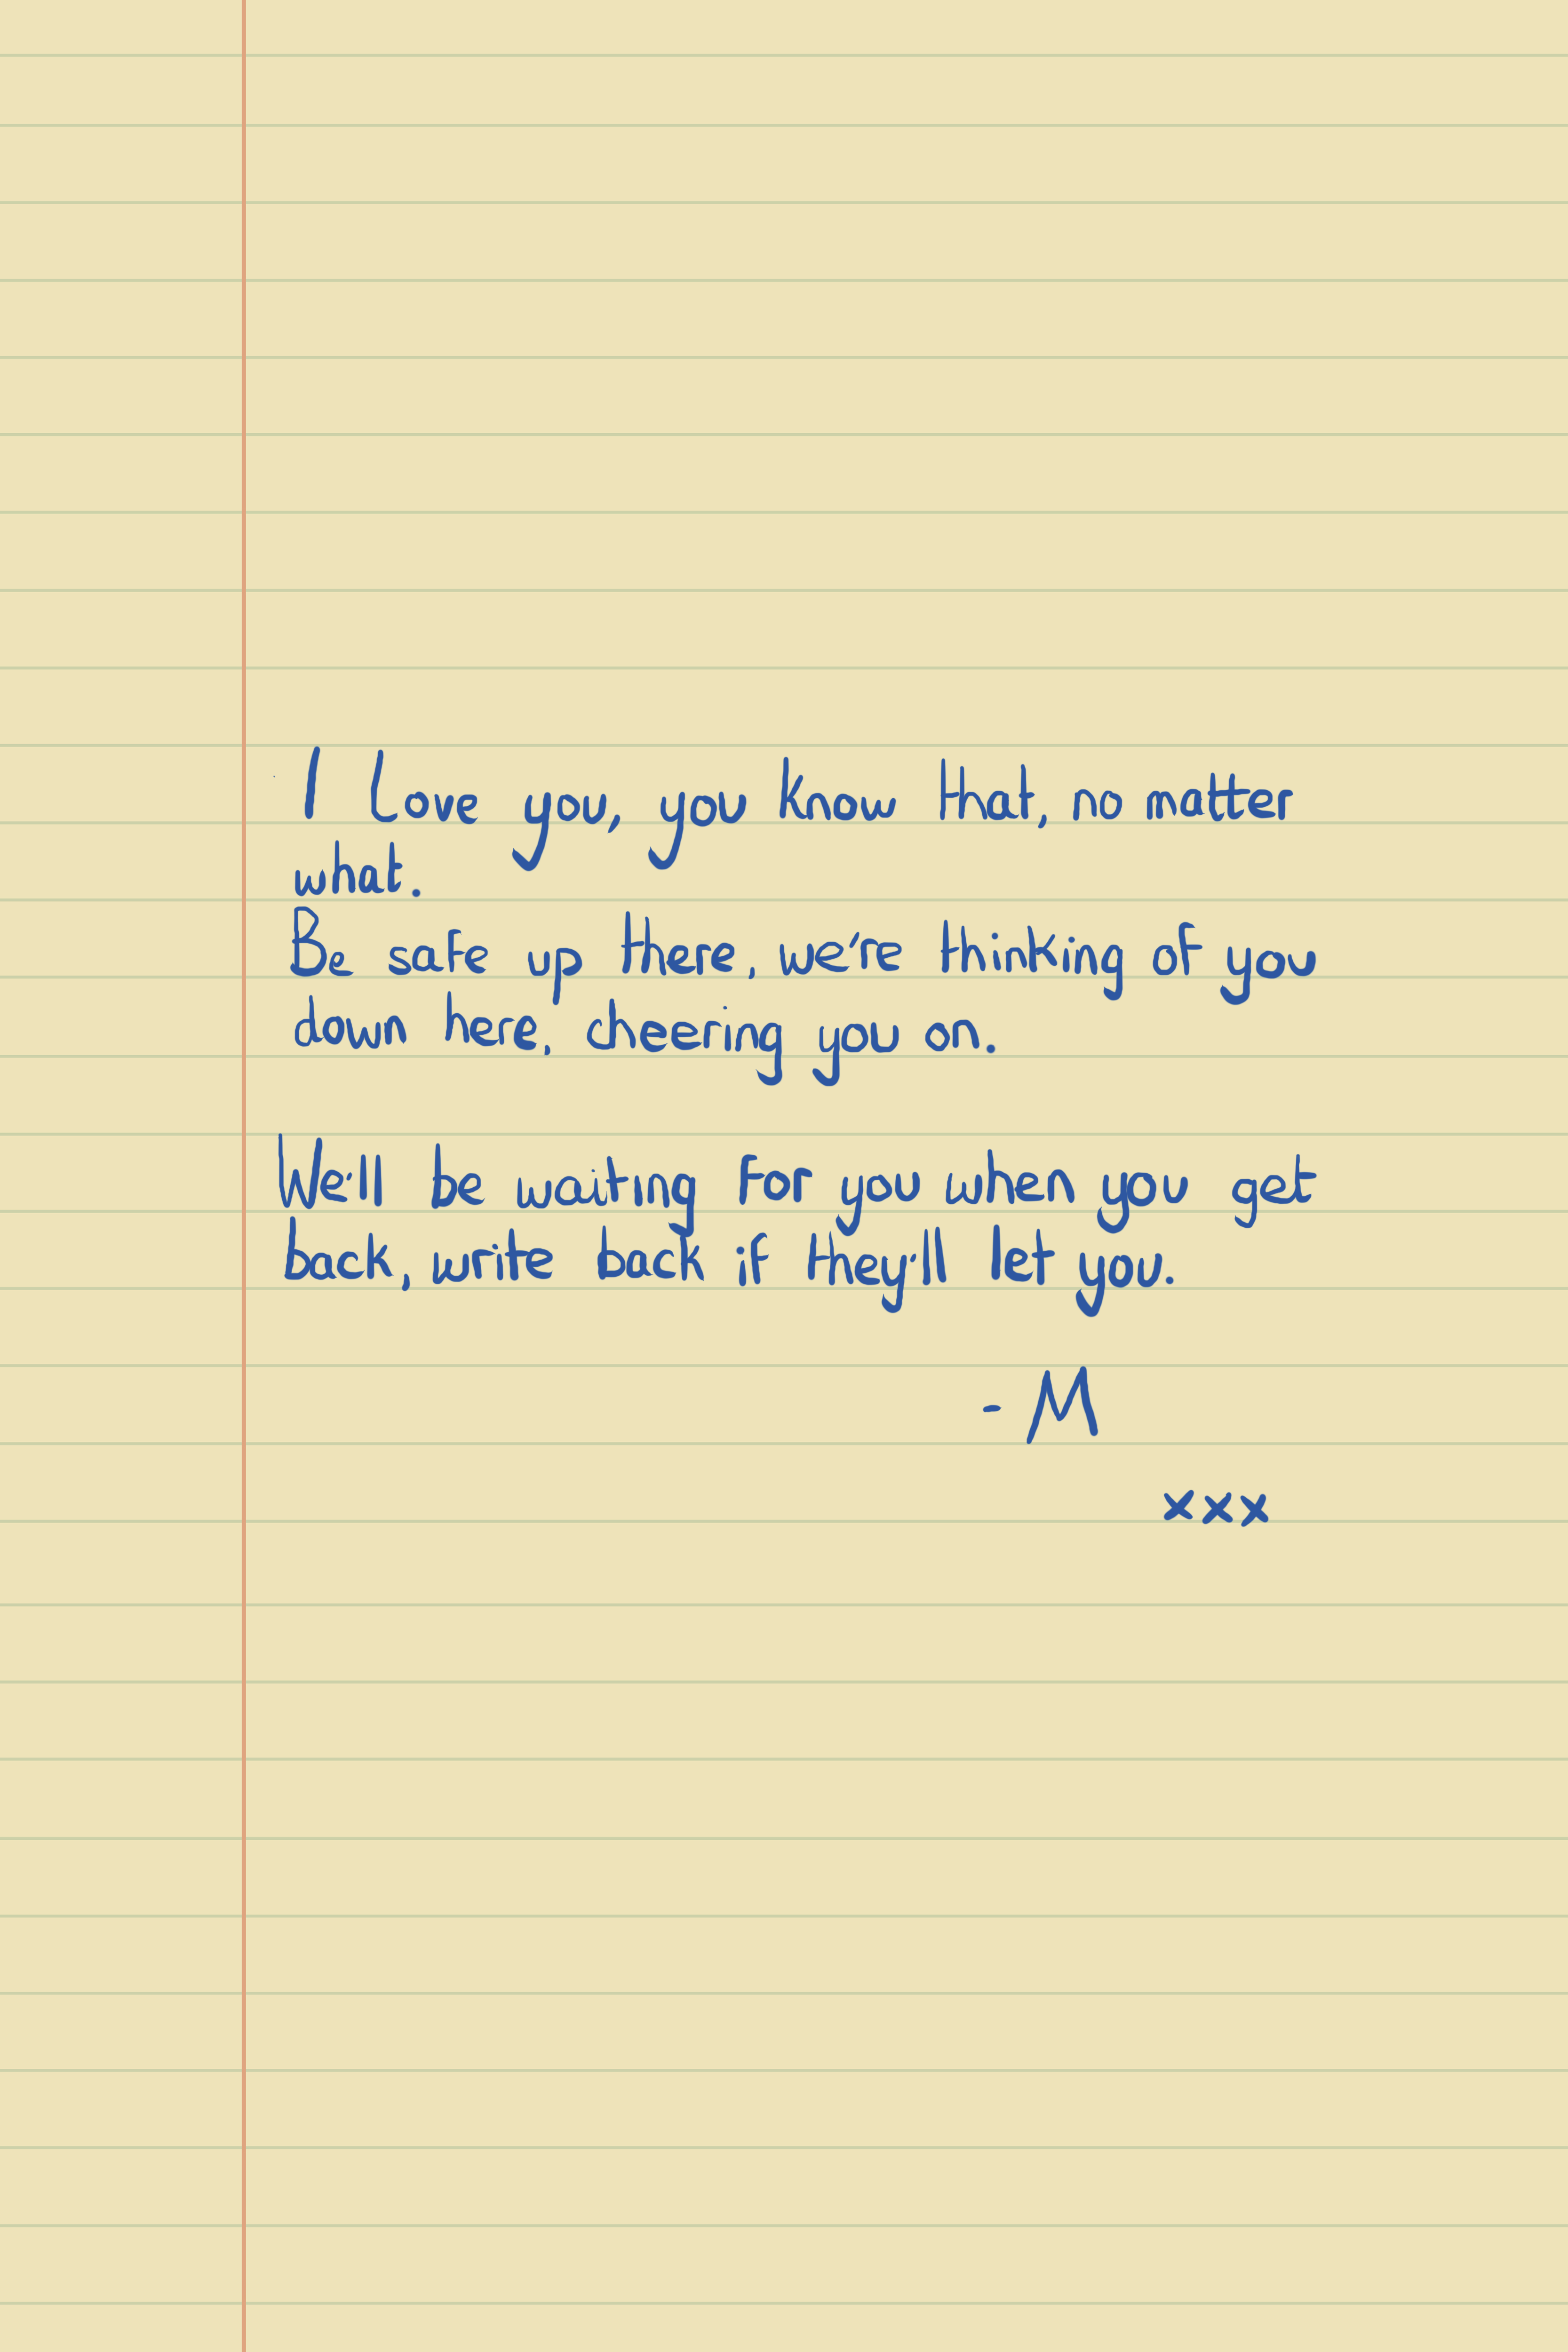 I Love you, you know that, no matter
what.
Be safe up there, we're thinking of you
down here, cheering you on.
We'll be waiting for you when you get
back, write back if they'll let you.
- M
xxx